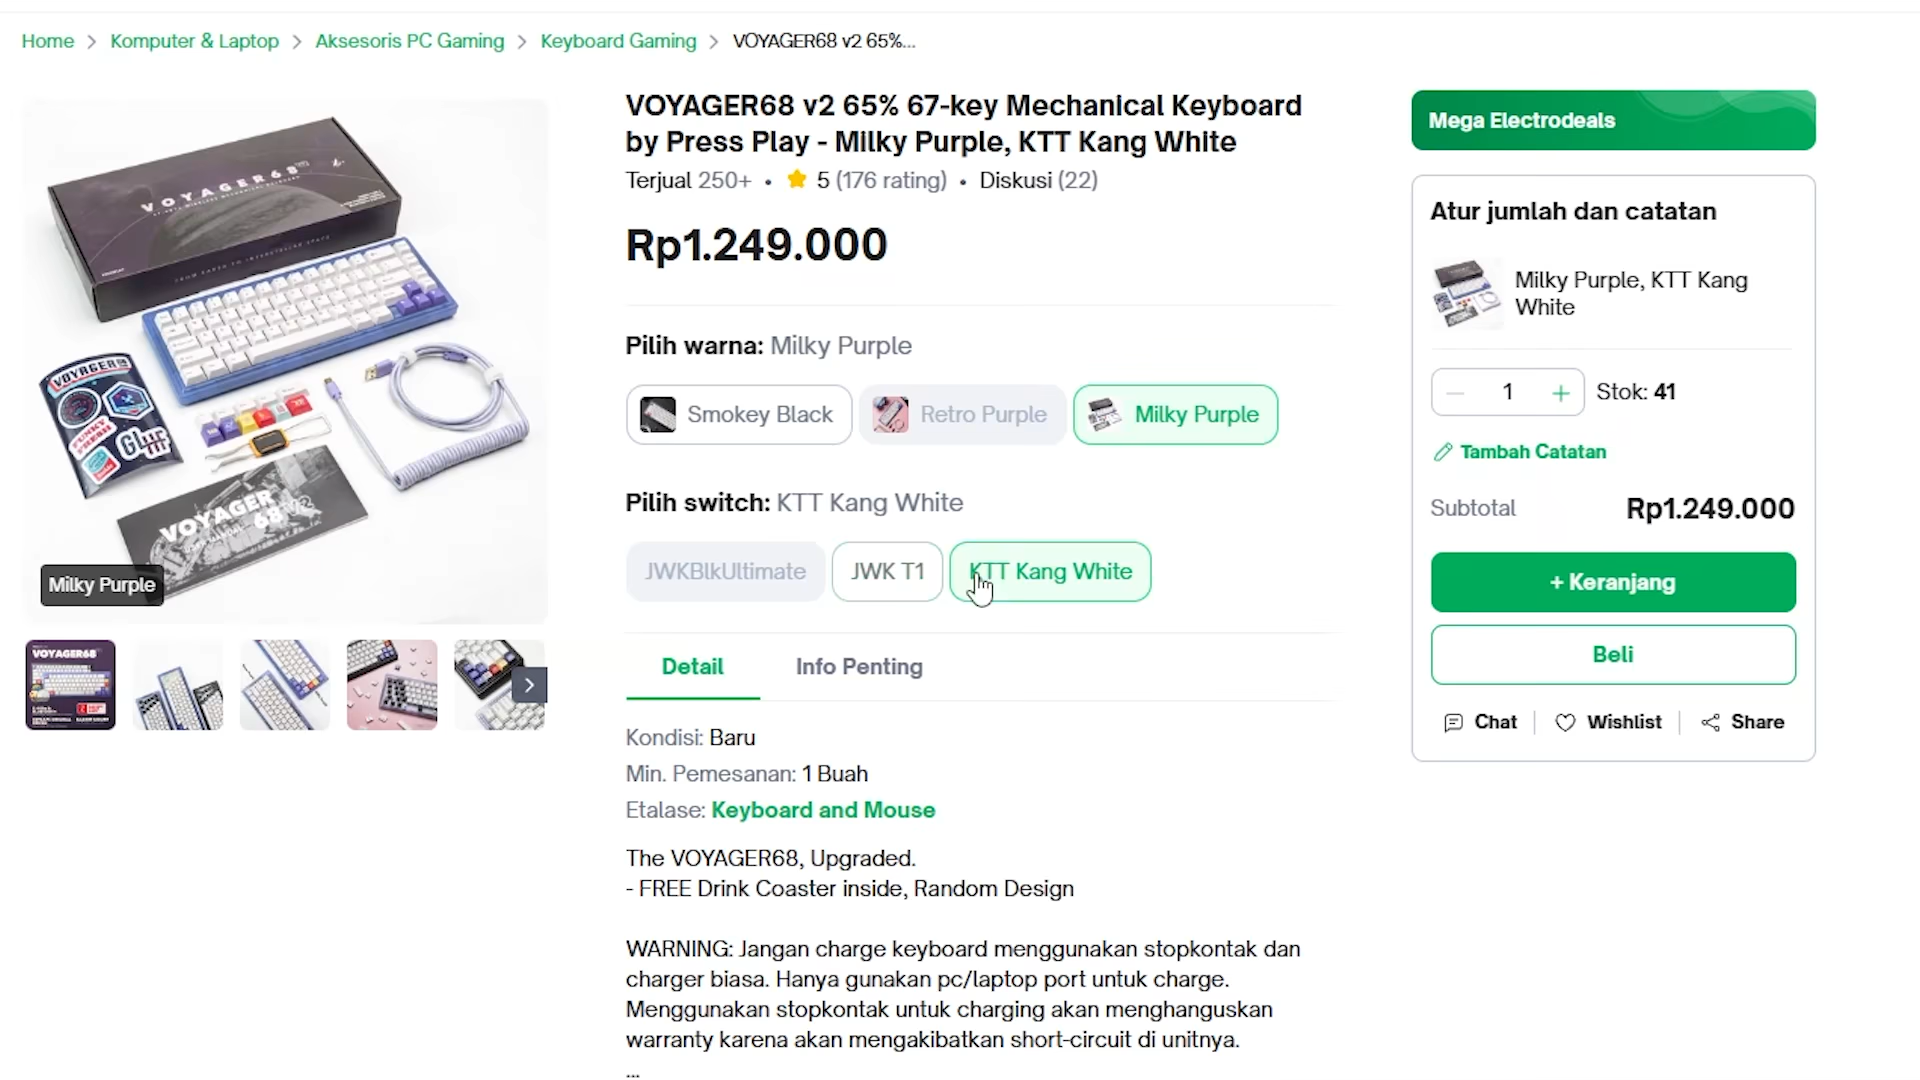 Home > Komputer & Laptop > Aksesoris PC Gaming > Keyboard Gaming > VOYAGER68 v2 65%...
VOYAGER68
VOYAGER68
GLHF
VOYAGER
68 v2
Milky Purple
VOYAGER68
VOYAGER68 v2 65% 67-key Mechanical Keyboard
by Press Play - Milky Purple, KTT Kang White
Terjual 250+ • 5 (176 rating) • Diskusi (22)
Rp1.249.000
Pilih warna: Milky Purple
Smokey Black
Retro Purple
Milky Purple
Pilih switch: KTT Kang White
JWKBlkUltimate
JWK T1
KTT Kang White
Detail
Info Penting
Kondisi: Baru
Min. Pemesanan: 1 Buah
Etalase: Keyboard and Mouse
The VOYAGER68, Upgraded.
- FREE Drink Coaster inside, Random Design
WARNING: Jangan charge keyboard menggunakan stopkontak dan
charger biasa. Hanya gunakan pc/laptop port untuk charge.
Menggunakan stopkontak untuk charging akan menghanguskan
warranty karena akan mengakibatkan short-circuit di unitnya.
...
Mega Electrodeals
Atur jumlah dan catatan
Milky Purple, KTT Kang
White
1
Stok: 41
Tambah Catatan
Subtotal
Rp1.249.000
+ Keranjang
Beli
Chat
Wishlist
Share